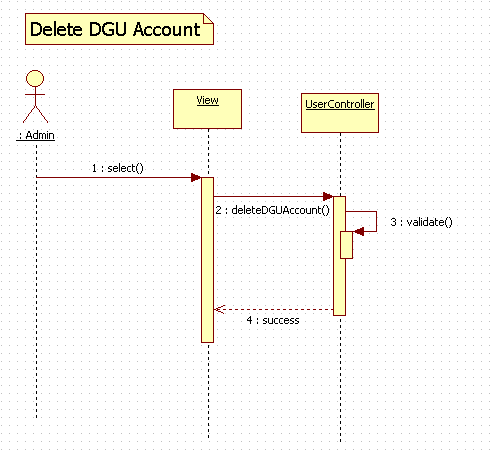 Delete DGU Account
: Admin
View
UserController
1 : select()
2 : deleteDGUAccount()
3 : validate()
4 : success